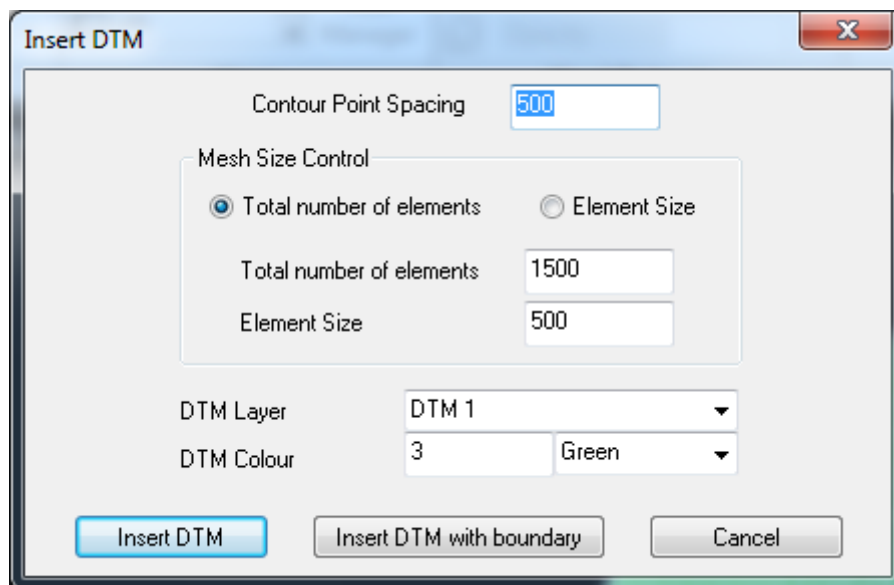 Insert DTM
Contour Point Spacing 500
Mesh Size Control
Total number of elements Element Size
Total number of elements 1500
Element Size 500
DTM Layer DTM 1
DTM Colour 3 Green
Insert DTM Insert DTM with boundary Cancel